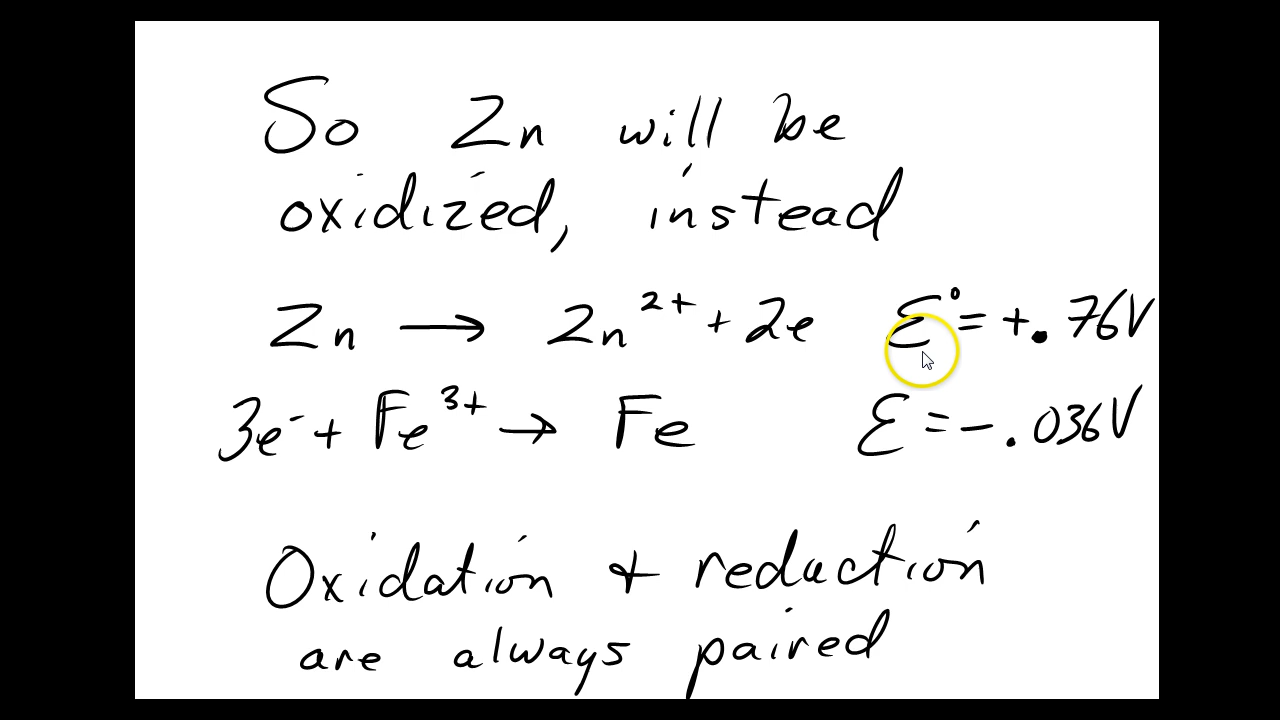 So Zn will be
oxidized, instead
Zn → Zn²⁺ + 2e ℰ° = +.76V
3e⁻ + Fe³⁺ → Fe ℰ = -.036V
Oxidation + reduction
are always paired